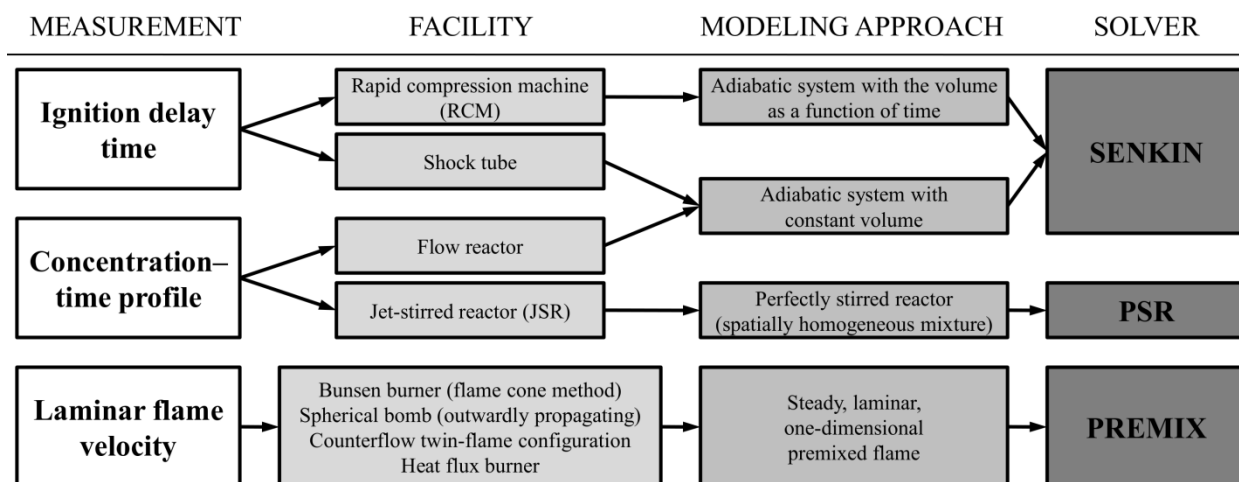 MEASUREMENT
FACILITY
MODELING APPROACH
SOLVER
Ignition delay
time
Rapid compression machine
(RCM)
Shock tube
Adiabatic system with the volume
as a function of time
Adiabatic system with
constant volume
SENKIN
Concentration–
time profile
Flow reactor
Jet-stirred reactor (JSR)
Perfectly stirred reactor
(spatially homogeneous mixture)
PSR
Laminar flame
velocity
Bunsen burner (flame cone method)
Spherical bomb (outwardly propagating)
Counterflow twin-flame configuration
Heat flux burner
Steady, laminar,
one-dimensional
premixed flame
PREMIX